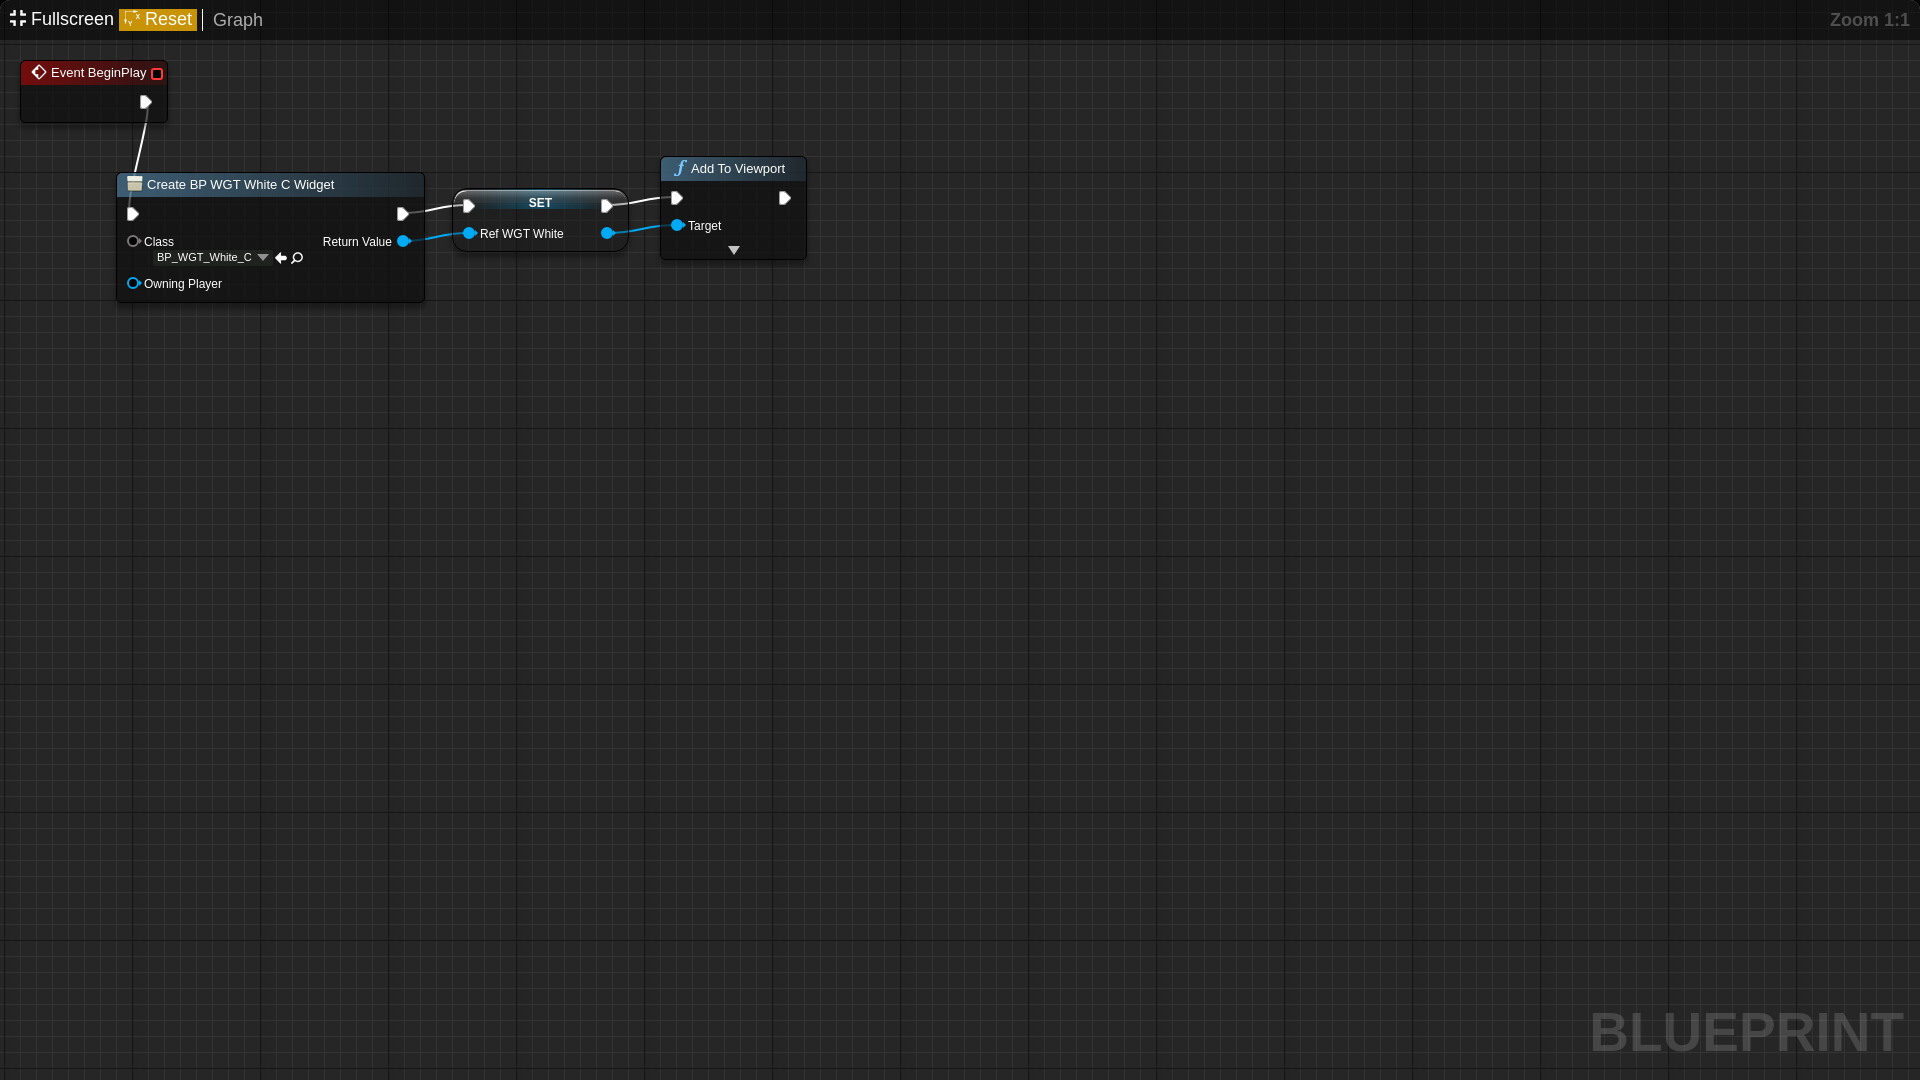 Fullscreen Reset Graph Zoom 1:1
Event BeginPlay
Create BP WGT White C Widget
Class
BP_WGT_White_C
Return Value
Owning Player
SET
Ref WGT White
Add To Viewport
Target
BLUEPRINT